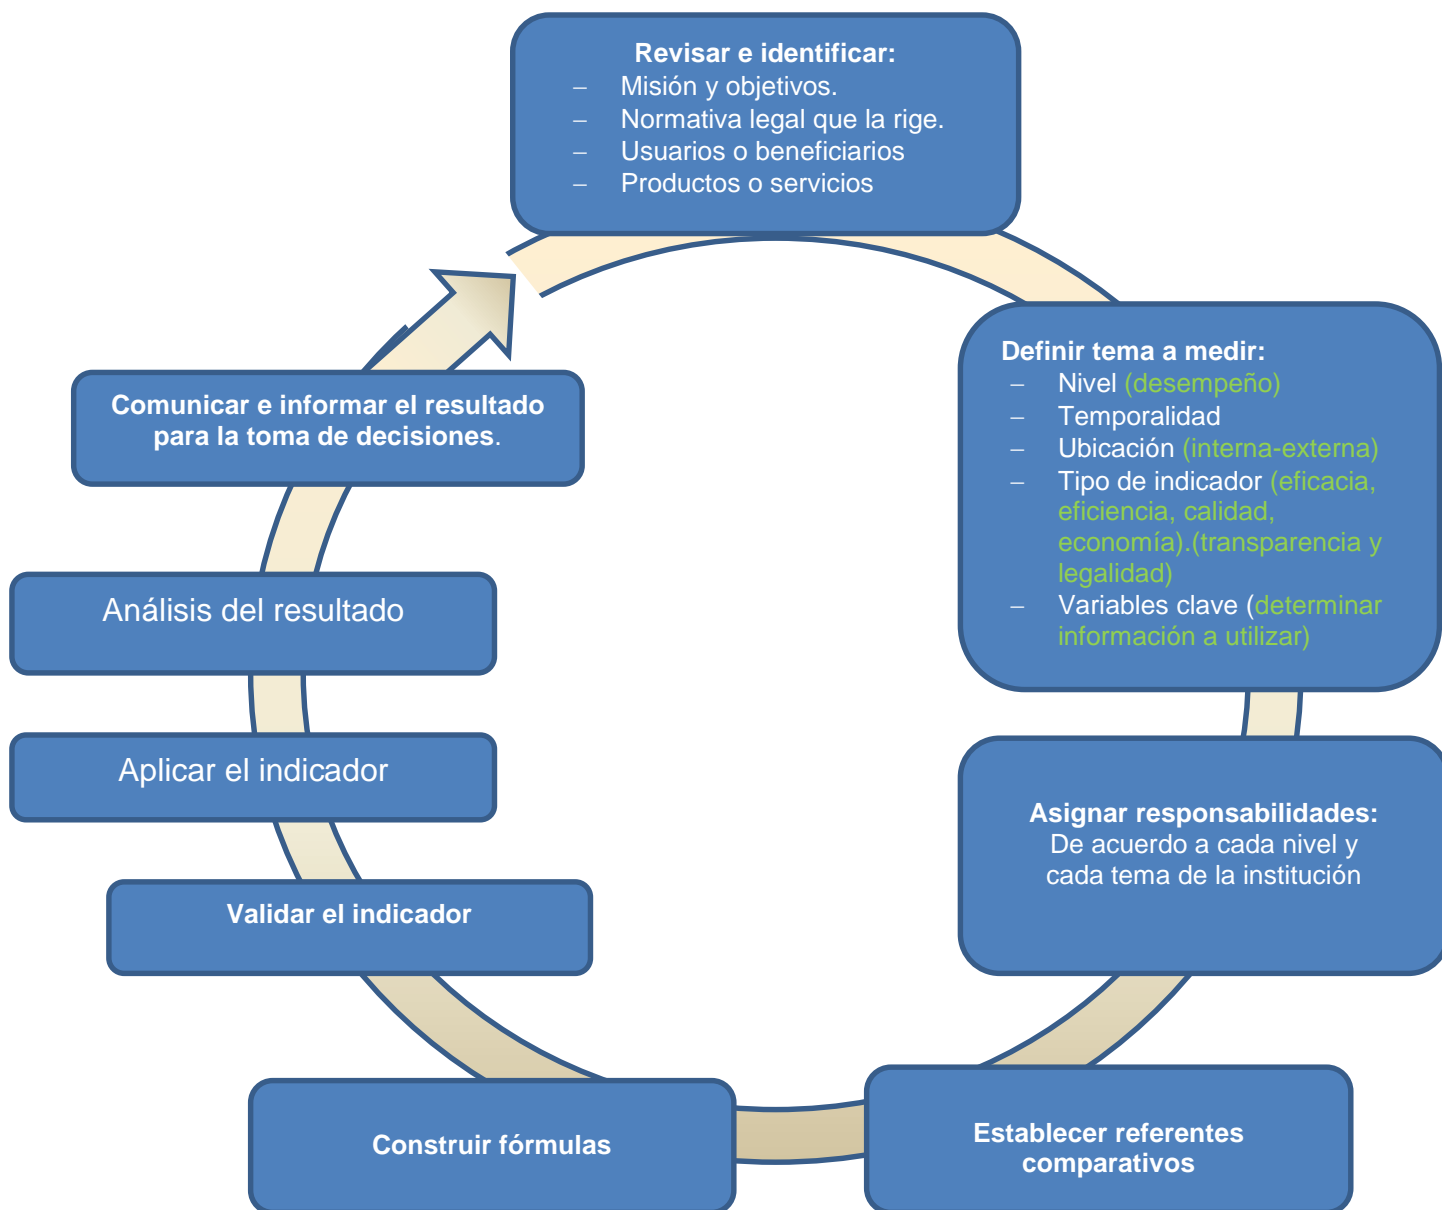 Revisar e identificar:
– Misión y objetivos.
– Normativa legal que la rige.
– Usuarios o beneficiarios
– Productos o servicios
Definir tema a medir:
– Nivel (desempeño)
– Temporalidad
– Ubicación (interna-externa)
– Tipo de indicador (eficacia,
eficiencia, calidad,
economía).(transparencia y
legalidad)
– Variables clave (determinar
información a utilizar)
Asignar responsabilidades:
De acuerdo a cada nivel y
cada tema de la institución
Establecer referentes
comparativos
Construir fórmulas
Validar el indicador
Aplicar el indicador
Análisis del resultado
Comunicar e informar el resultado
para la toma de decisiones.